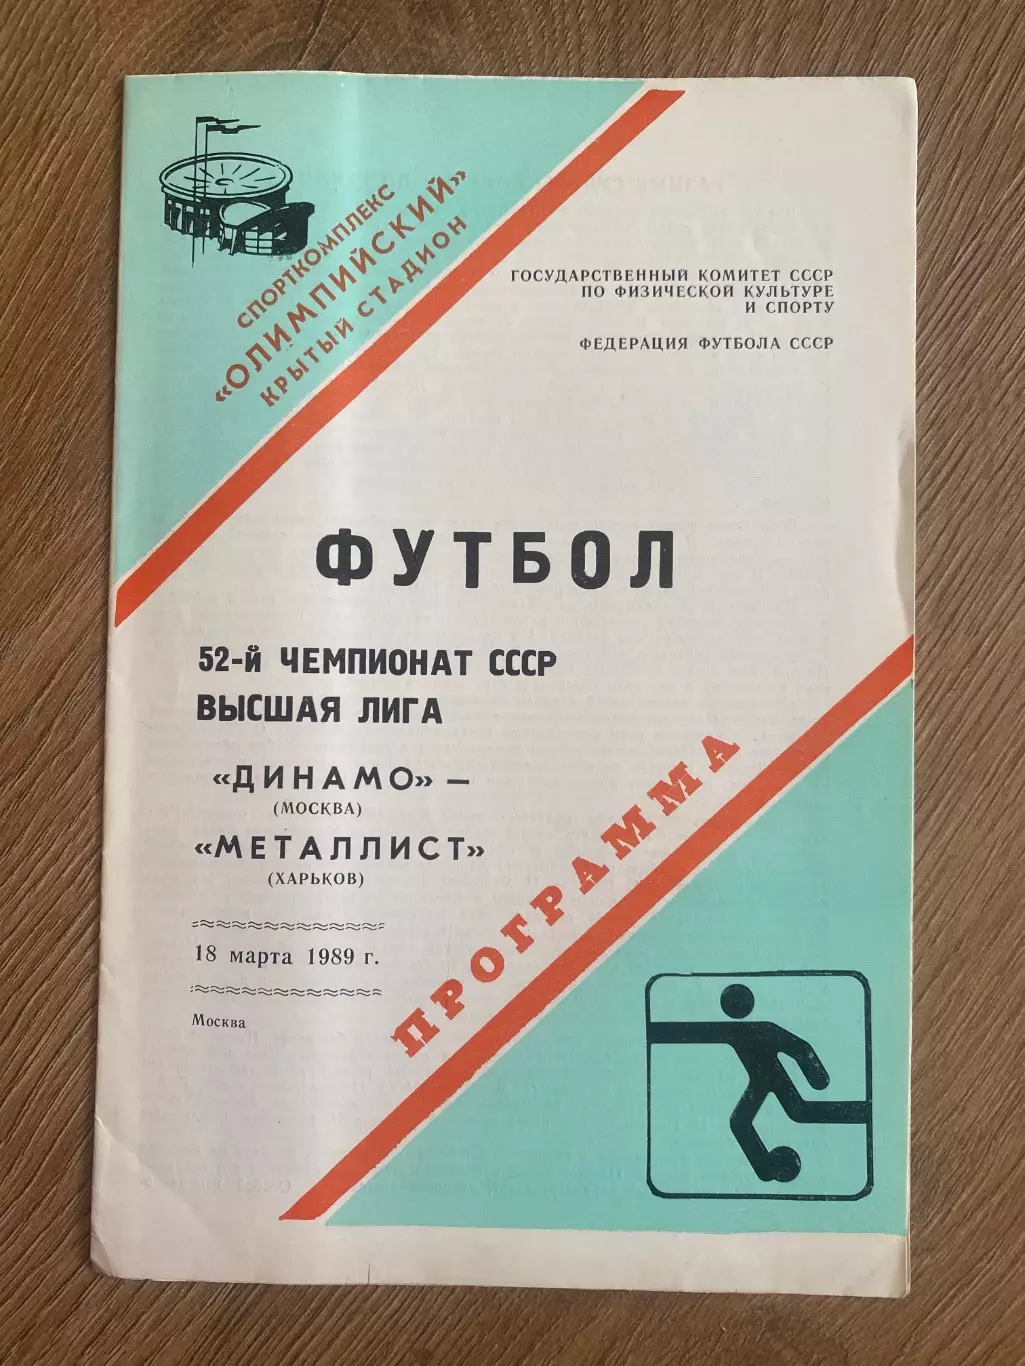 СПОРТКОМПЛЕКС
«ОЛИМПИЙСКИЙ»
КРЫТЫЙ СТАДИОН
ГОСУДАРСТВЕННЫЙ КОМИТЕТ СССР
ПО ФИЗИЧЕСКОЙ КУЛЬТУРЕ
И СПОРТУ
ФЕДЕРАЦИЯ ФУТБОЛА СССР
ФУТБОЛ
52-й ЧЕМПИОНАТ СССР
ВЫСШАЯ ЛИГА
«ДИНАМО» —
(МОСКВА)
«МЕТАЛЛИСТ»
(ХАРЬКОВ)
18 марта 1989 г.
Москва
ПРОГРАММА